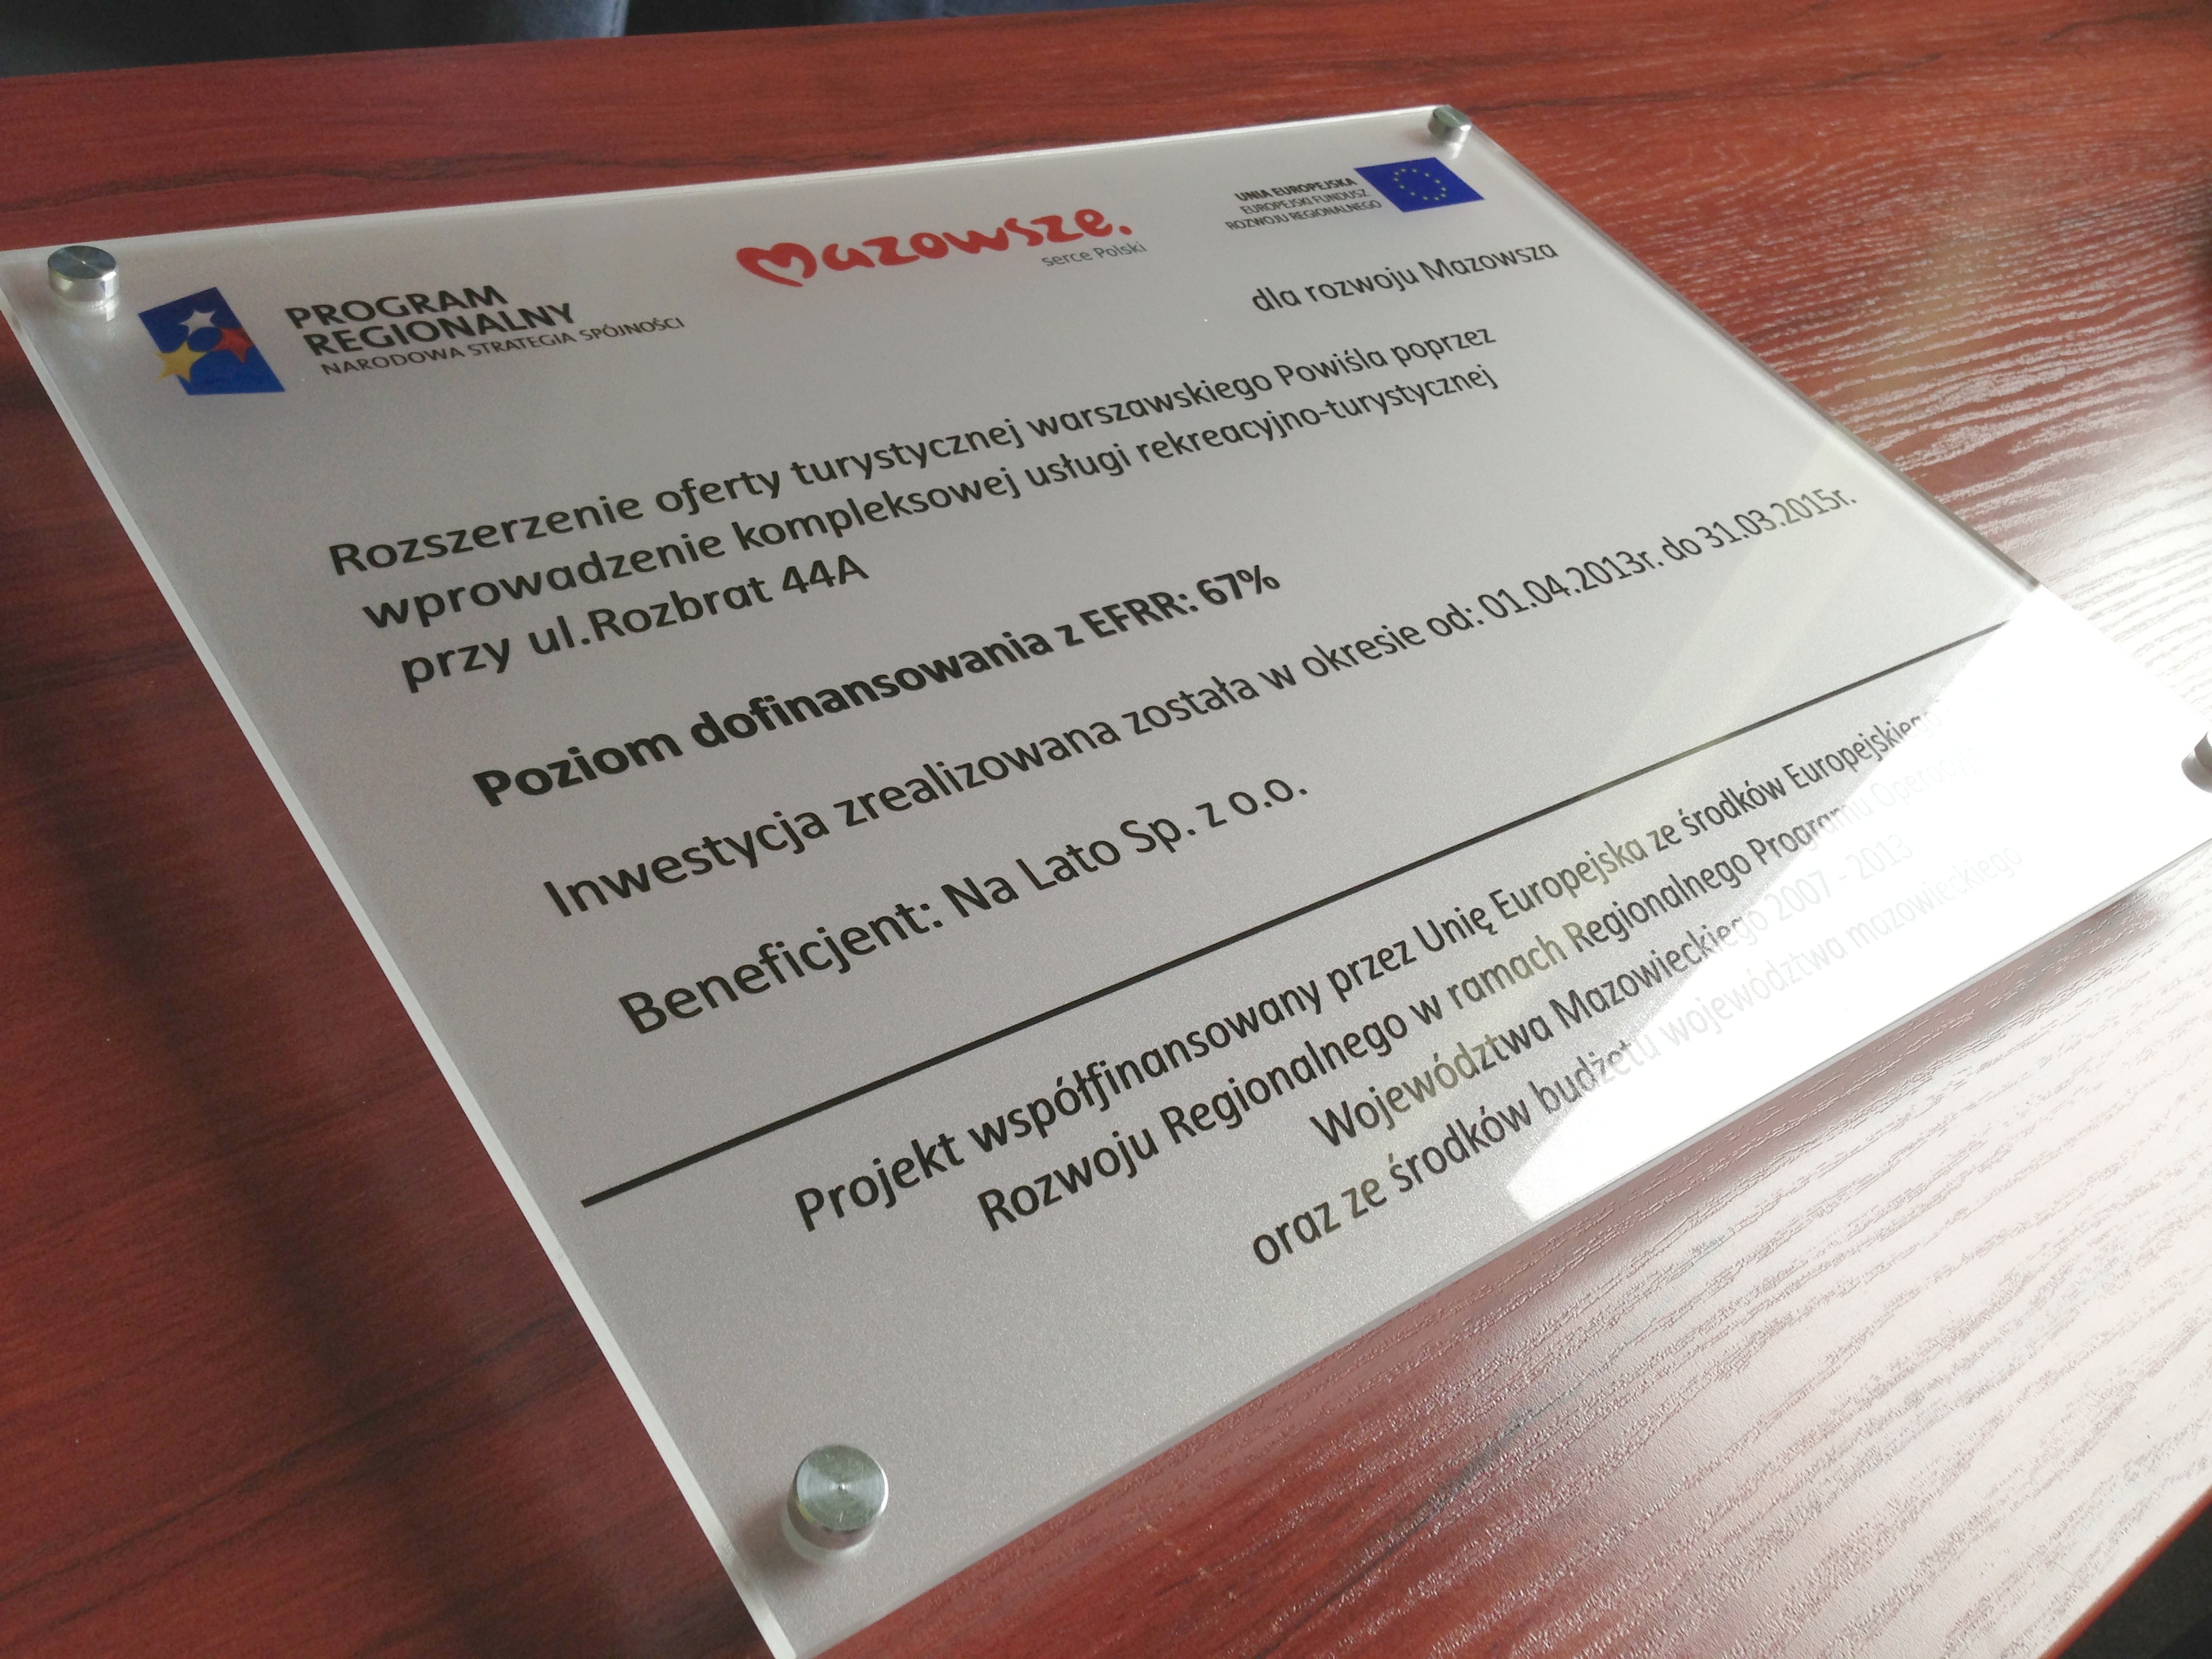 PROGRAM
REGIONALNY
NARODOWA STRATEGIA SPÓJNOŚCI
mazowsze.
serce Polski
UNIA EUROPEJSKA
EUROPEJSKI FUNDUSZ
ROZWOJU REGIONALNEGO
dla rozwoju Mazowsza
Rozszerzenie oferty turystycznej warszawskiego Powiśla poprzez
wprowadzenie kompleksowej usługi rekreacyjno-turystycznej
przy ul.Rozbrat 44A
Poziom dofinansowania z EFRR: 67%
Inwestycja zrealizowana została w okresie od: 01.04.2013r. do 31.03.2015r.
Beneficjent: Na Lato Sp. z o.o.
Projekt współfinansowany przez Unię Europejska ze środków Europejskiego
Rozwoju Regionalnego w ramach Regionalnego Programu
Województwa Mazowieckiego 2007 - 2013
oraz ze środków budżetu województwa mazowieckiego